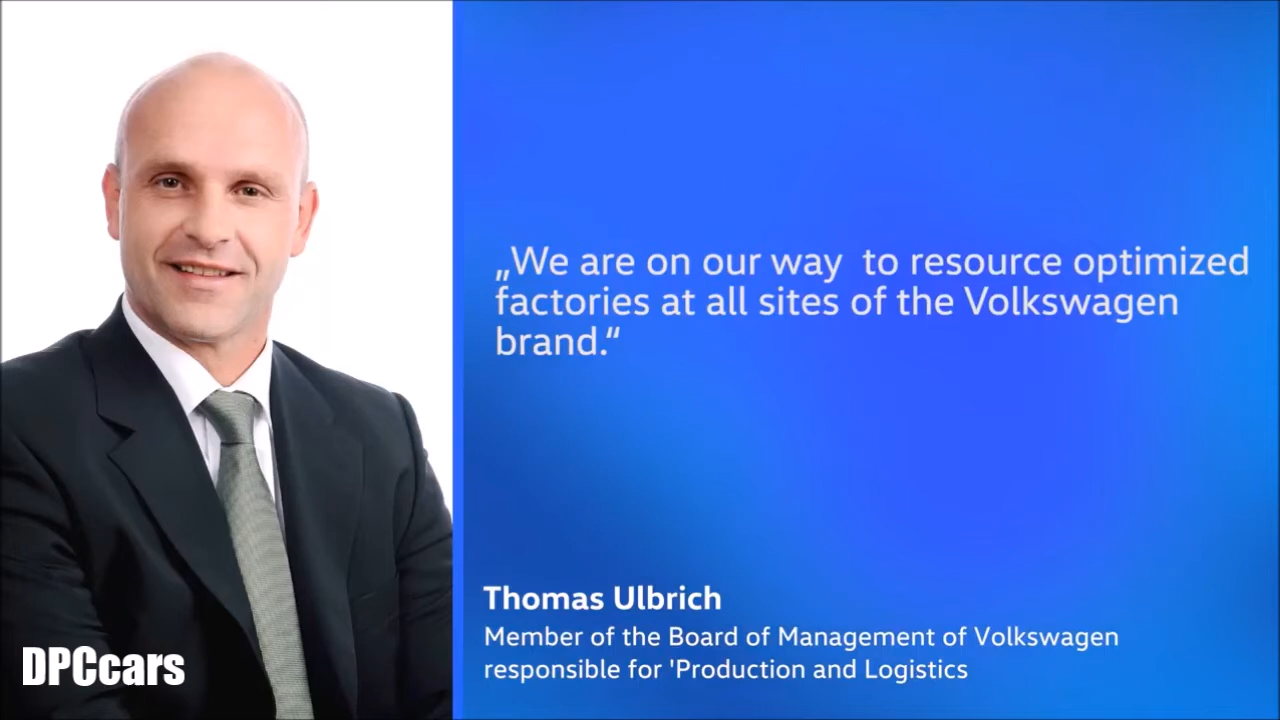 „We are on our way  to resource optimized
factories at all sites of the Volkswagen
brand.“
Thomas Ulbrich
Member of the Board of Management of Volkswagen
responsible for 'Production and Logistics
DPCcars